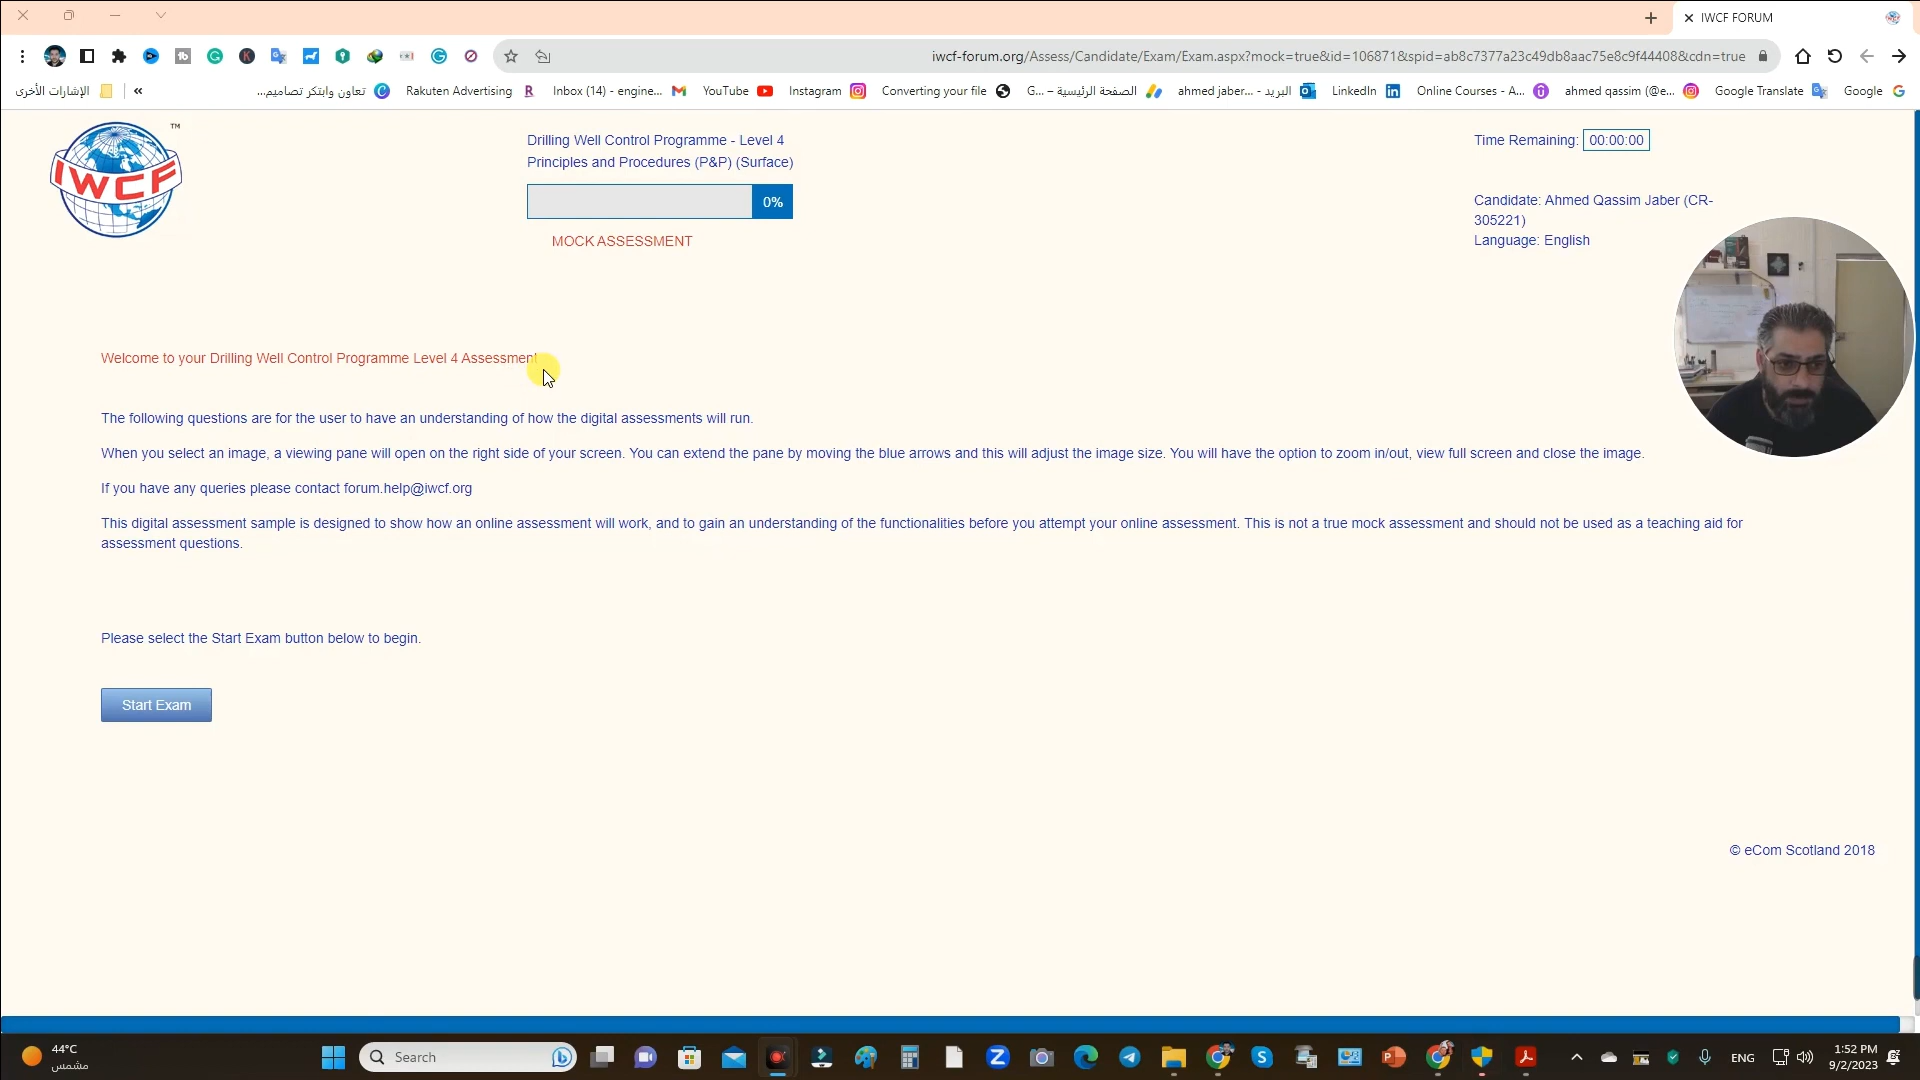 IWCF FORUM
iwcf-forum.org/Assess/Candidate/Exam/Exam.aspx?mock=true&id=106871&spid=ab8c7377a23c49db8aac75e8c9f44408&cdn=true
الإشارات الأخرى
«
تعاون وابتكر تصاميم...
Rakuten Advertising
Inbox (14) - engine...
YouTube
Instagram
Converting your file
الصفحة الرئيسية – G...
البريد - ahmed jaber...
LinkedIn
Online Courses - A...
ahmed qassim (@e...
Google Translate
Google
IWCF
TM
Drilling Well Control Programme - Level 4
Principles and Procedures (P&P) (Surface)
0%
MOCK ASSESSMENT
Time Remaining: 00:00:00
Candidate: Ahmed Qassim Jaber (CR-
305221)
Language: English
Welcome to your Drilling Well Control Programme Level 4 Assessment
The following questions are for the user to have an understanding of how the digital assessments will run.
When you select an image, a viewing pane will open on the right side of your screen. You can extend the pane by moving the blue arrows and this will adjust the image size. You will have the option to zoom in/out, view full screen and close the image.
If you have any queries please contact forum.help@iwcf.org
This digital assessment sample is designed to show how an online assessment will work, and to gain an understanding of the functionalities before you attempt your online assessment. This is not a true mock assessment and should not be used as a teaching aid for
assessment questions.
Please select the Start Exam button below to begin.
Start Exam
© eCom Scotland 2018
44°C
مشمس
Search
ENG
1:52 PM
9/2/2023